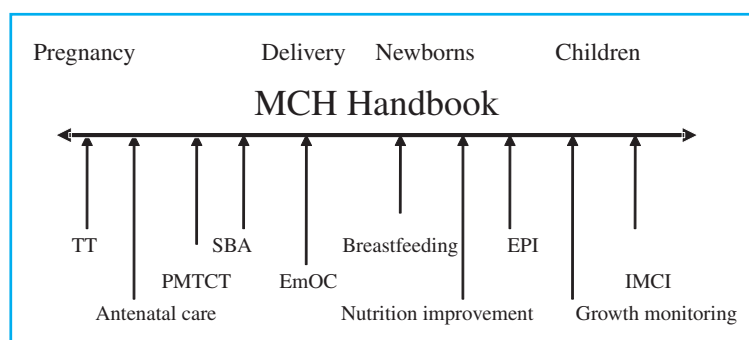 Pregnancy Delivery Newborns Children
MCH Handbook
TT SBA Breastfeeding EPI
PMTCT EmOC IMCI
Antenatal care Nutrition improvement Growth monitoring